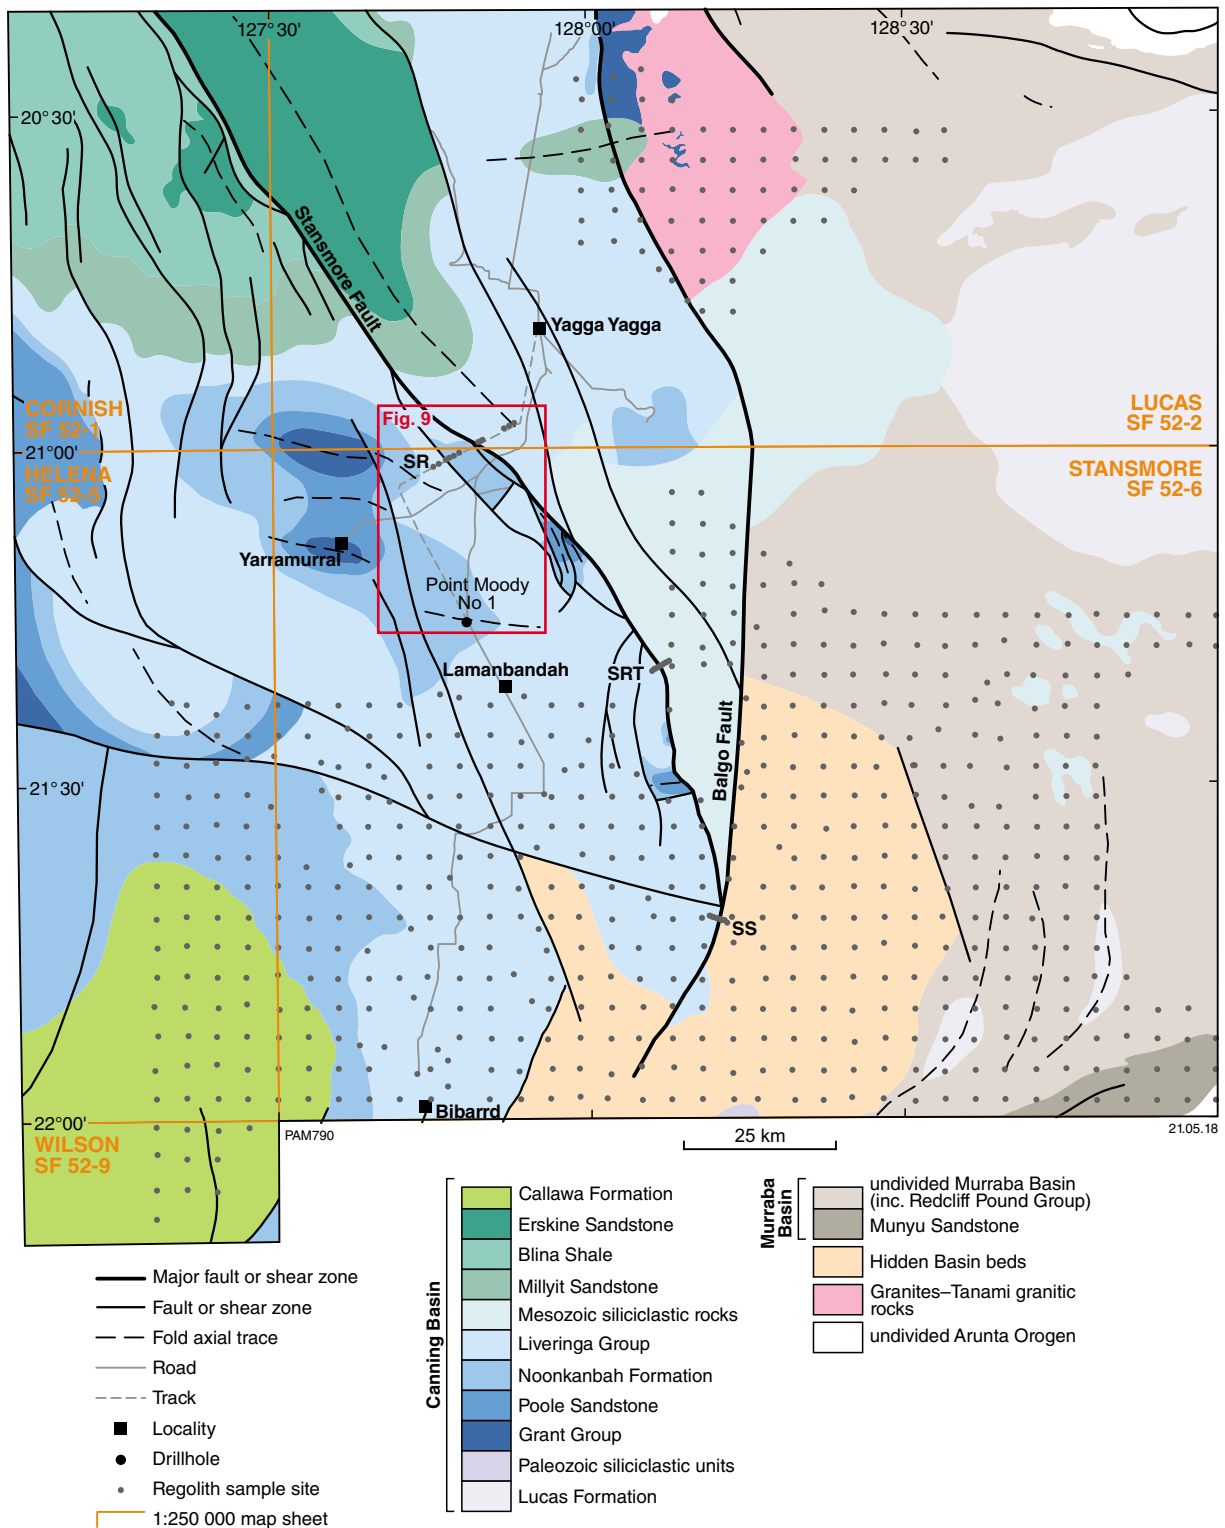 127°30'
128°00'
128°30'
20°30'
Stansmore Fault
Yagga Yagga
CORNISH
SF 52-1
Fig. 9
LUCAS
SF 52-2
21°00'
SR
HELENA
SF 52-5
STANSMORE
SF 52-6
Yarramurral
Point Moody
No 1
Lamanbandah
SRT
Balgo Fault
21°30'
SS
Bibarrd
22°00'
WILSON
SF 52-9
PAM790
25 km
21.05.18
Major fault or shear zone
Fault or shear zone
Fold axial trace
Road
Track
Locality
Drillhole
Regolith sample site
1:250 000 map sheet
Canning Basin
Callawa Formation
Erskine Sandstone
Blina Shale
Millyit Sandstone
Mesozoic siliciclastic rocks
Liveringa Group
Noonkanbah Formation
Poole Sandstone
Grant Group
Paleozoic siliciclastic units
Lucas Formation
Murraba
Basin
undivided Murraba Basin
(inc. Redcliff Pound Group)
Munyu Sandstone
Hidden Basin beds
Granites–Tanami granitic
rocks
undivided Arunta Orogen